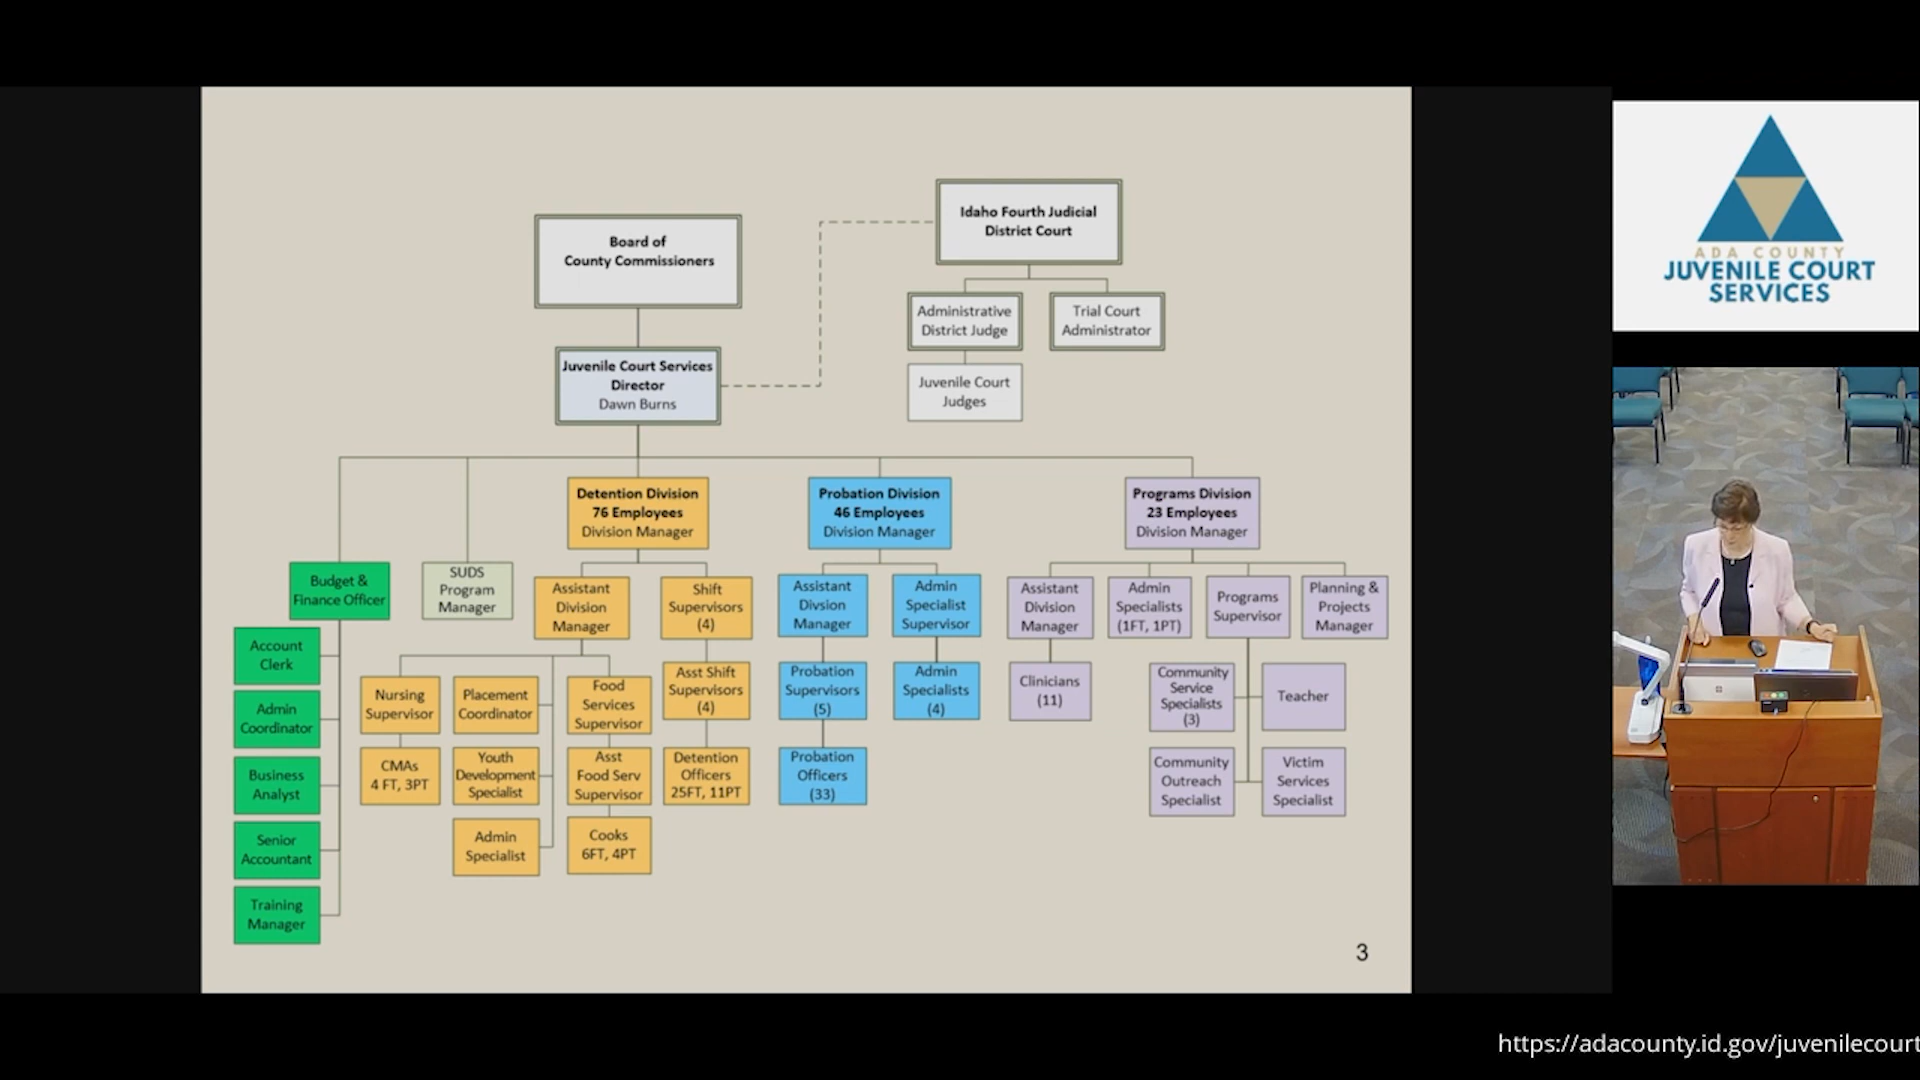 Board of
County Commissioners
Idaho Fourth Judicial
District Court
Administrative
District Judge
Trial Court
Administrator
Juvenile Court
Judges
Juvenile Court Services
Director
Dawn Burns
Detention Division
76 Employees
Division Manager
Probation Division
46 Employees
Division Manager
Programs Division
23 Employees
Division Manager
Budget &
Finance Officer
SUDS
Program
Manager
Assistant
Division
Manager
Shift
Supervisors
(4)
Assistant
Divsion
Manager
Admin
Specialist
Supervisor
Assistant
Division
Manager
Admin
Specialists
(1FT, 1PT)
Programs
Supervisor
Planning &
Projects
Manager
Account
Clerk
Admin
Coordinator
Business
Analyst
Senior
Accountant
Training
Manager
Nursing
Supervisor
Placement
Coordinator
Food
Services
Supervisor
Asst Shift
Supervisors
(4)
Probation
Supervisors
(5)
Admin
Specialists
(4)
Clinicians
(11)
Community
Service
Specialists
(3)
Teacher
CMAs
4 FT, 3PT
Youth
Development
Specialist
Asst
Food Serv
Supervisor
Detention
Officers
25FT, 11PT
Probation
Officers
(33)
Community
Outreach
Specialist
Victim
Services
Specialist
Admin
Specialist
Cooks
6FT, 4PT
3
ADA COUNTY
JUVENILE COURT
SERVICES
https://adacounty.id.gov/juvenilecourt